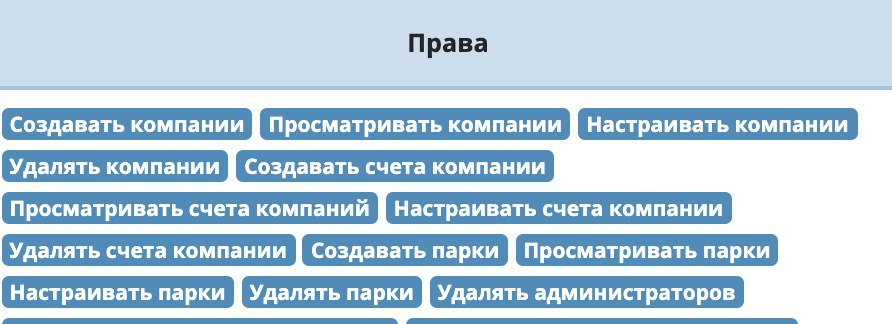 Права
Создавать компании Просматривать компании Настраивать компании
Удалять компании Создавать счета компании
Просматривать счета компаний Настраивать счета компании
Удалять счета компании Создавать парки Просматривать парки
Настраивать парки Удалять парки Удалять администраторов